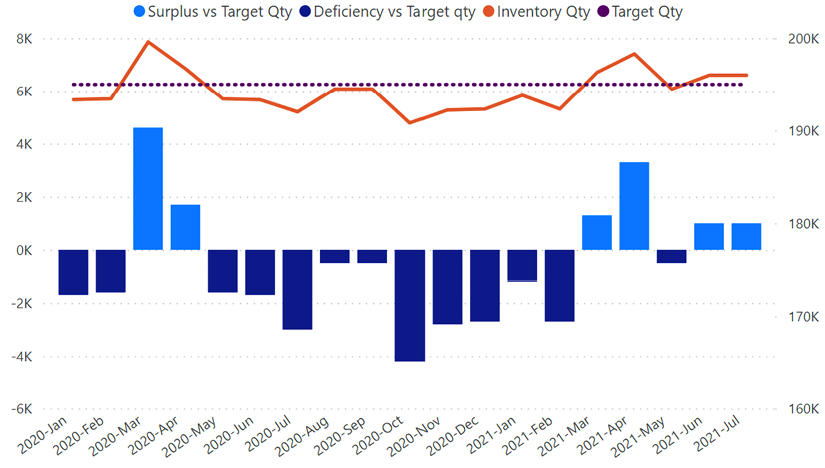 Surplus vs Target Qty Deficiency vs Target qty Inventory Qty Target Qty
8K 200K
6K
4K 190K
2K
0K 180K
-2K
170K
-4K
-6K 160K
2020-Jan 2020-Feb 2020-Mar 2020-Apr 2020-May 2020-Jun 2020-Jul 2020-Aug 2020-Sep 2020-Oct 2020-Nov 2020-Dec 2021-Jan 2021-Feb 2021-Mar 2021-Apr 2021-May 2021-Jun 2021-Jul